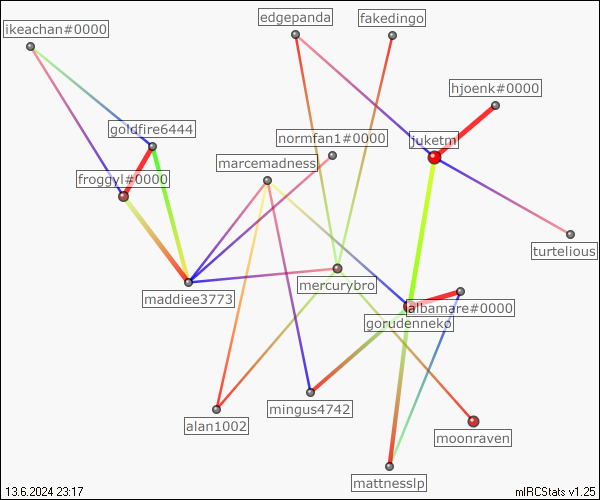 edgepanda
fakedingo
ikeachan#0000
hjoenk#0000
goldfire6444
normfan1#0000
juketm
marcemadness
froggyl#0000
turtelious
mercurybro
maddiee3773
albamare#0000
gorudenneko
mingus4742
alan1002
moonraven
mattnesslp
13.6.2024 23:17
mIRCStats v1.25